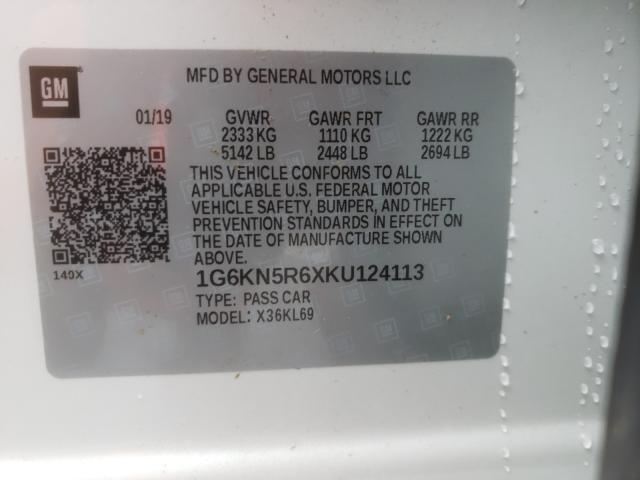 GM
MFD BY GENERAL MOTORS LLC
01/19 GVWR GAWR FRT GAWR RR
2333 KG 1110 KG 1222 KG
5142 LB 2448 LB 2694 LB
THIS VEHICLE CONFORMS TO ALL
APPLICABLE U.S. FEDERAL MOTOR
VEHICLE SAFETY, BUMPER, AND THEFT
PREVENTION STANDARDS IN EFFECT ON
THE DATE OF MANUFACTURE SHOWN
ABOVE.
140X
1G6KN5R6XKU124113
TYPE: PASS CAR
MODEL: X36KL69